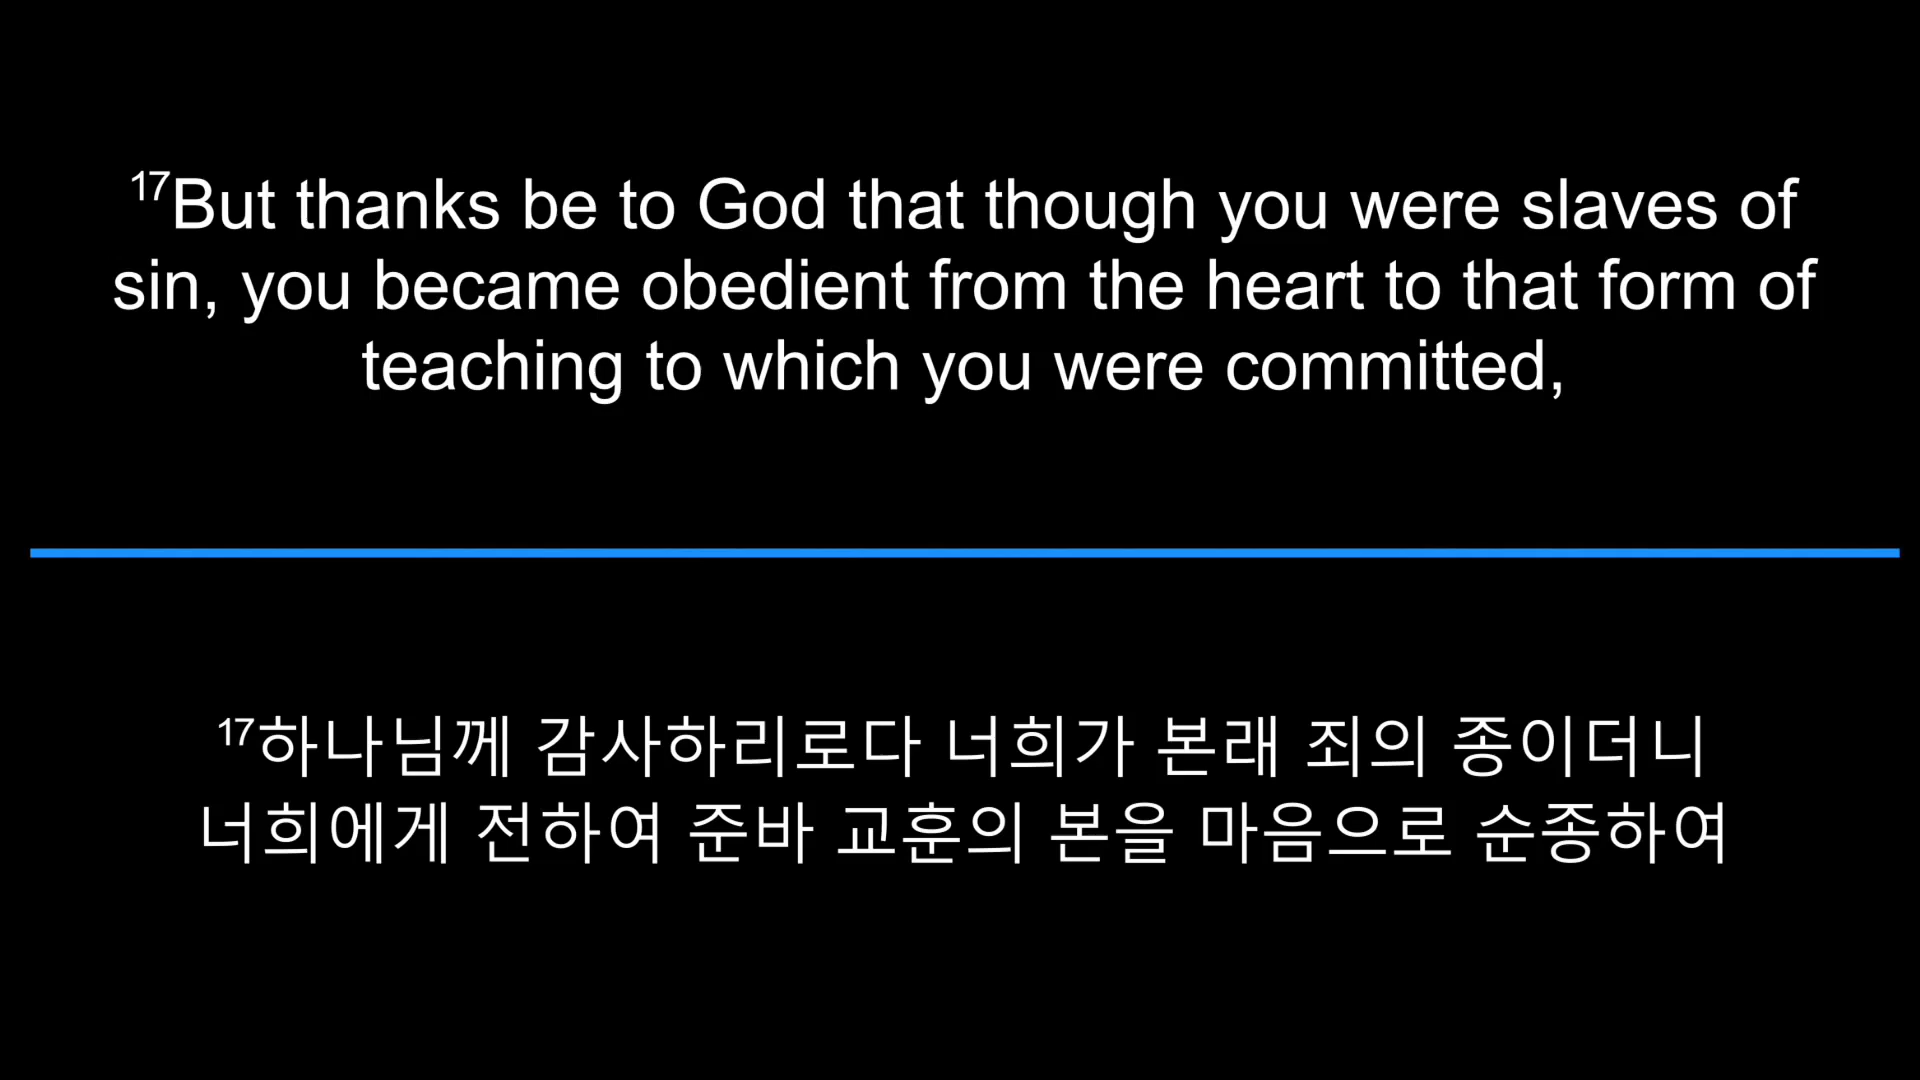 ¹⁷But thanks be to God that though you were slaves of
sin, you became obedient from the heart to that form of
teaching to which you were committed,
¹⁷하나님께 감사하리로다 너희가 본래 죄의 종이더니
너희에게 전하여 준바 교훈의 본을 마음으로 순종하여